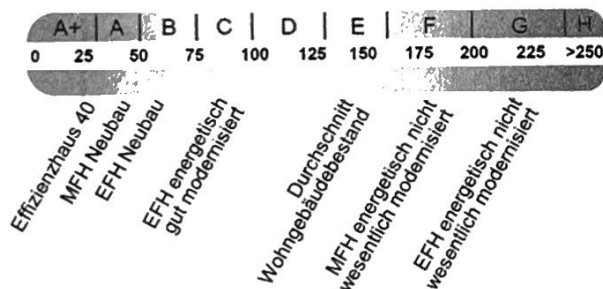 A+ A B C D E F G H
0 25 50 75 100 125 150 175 200 225 >250
Effizienzhaus 40
MFH Neubau
EFH Neubau
EFH energetisch
gut modernisiert
Durchschnitt
Wohngebäudebestand
MFH energetisch nicht
wesentlich modernisiert
EFH energetisch nicht
wesentlich modernisiert